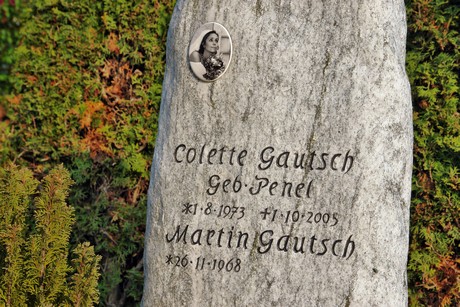 Colette Gautsch
Geb·Penel
*1·8·1973 †1·10·2005
Martin Gautsch
*26·11·1968